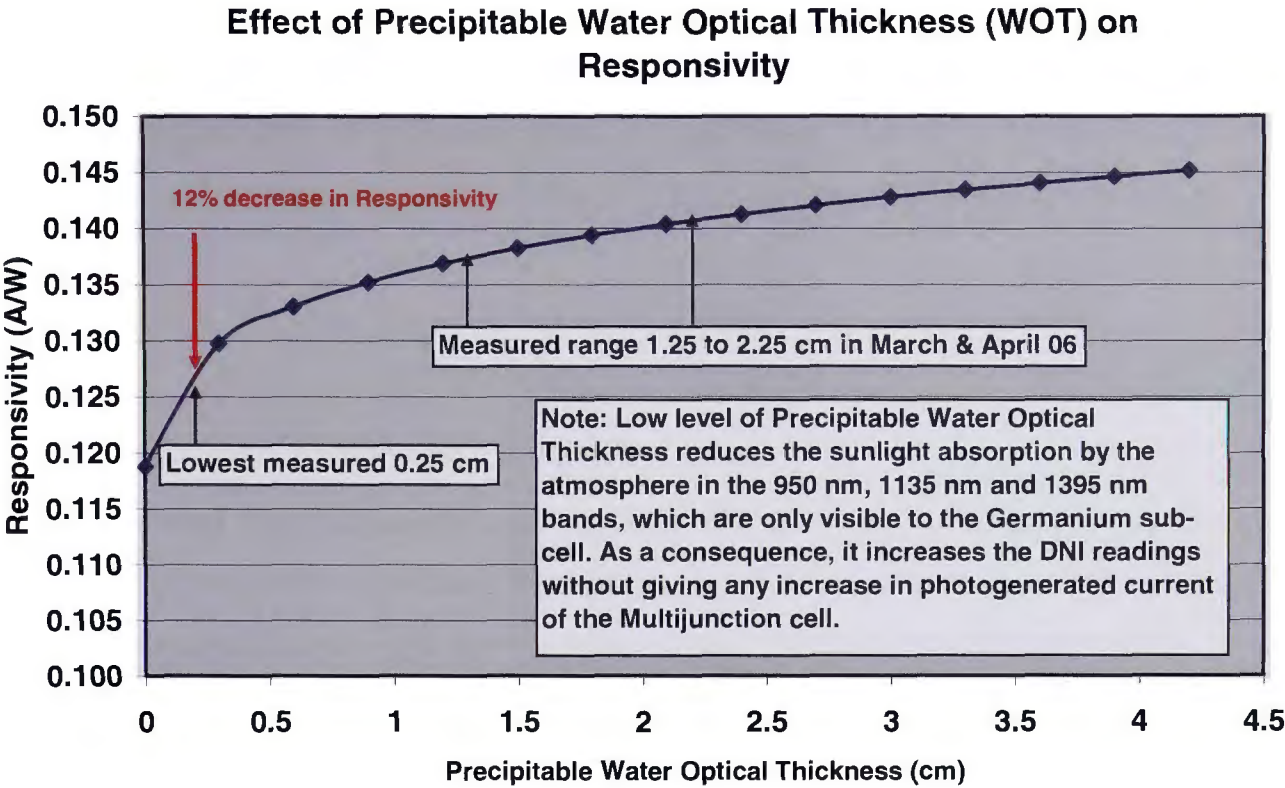 Effect of Precipitable Water Optical Thickness (WOT) on
Responsivity
0.150
0.145
0.140
0.135
0.130
0.125
0.120
0.115
0.110
0.105
0.100
Responsivity (A/W)
12% decrease in Responsivity
Measured range 1.25 to 2.25 cm in March & April 06
Lowest measured 0.25 cm
Note: Low level of Precipitable Water Optical
Thickness reduces the sunlight absorption by the
atmosphere in the 950 nm, 1135 nm and 1395 nm
bands, which are only visible to the Germanium sub-
cell. As a consequence, it increases the DNI readings
without giving any increase in photogenerated current
of the Multijunction cell.
0 0.5 1 1.5 2 2.5 3 3.5 4 4.5
Precipitable Water Optical Thickness (cm)